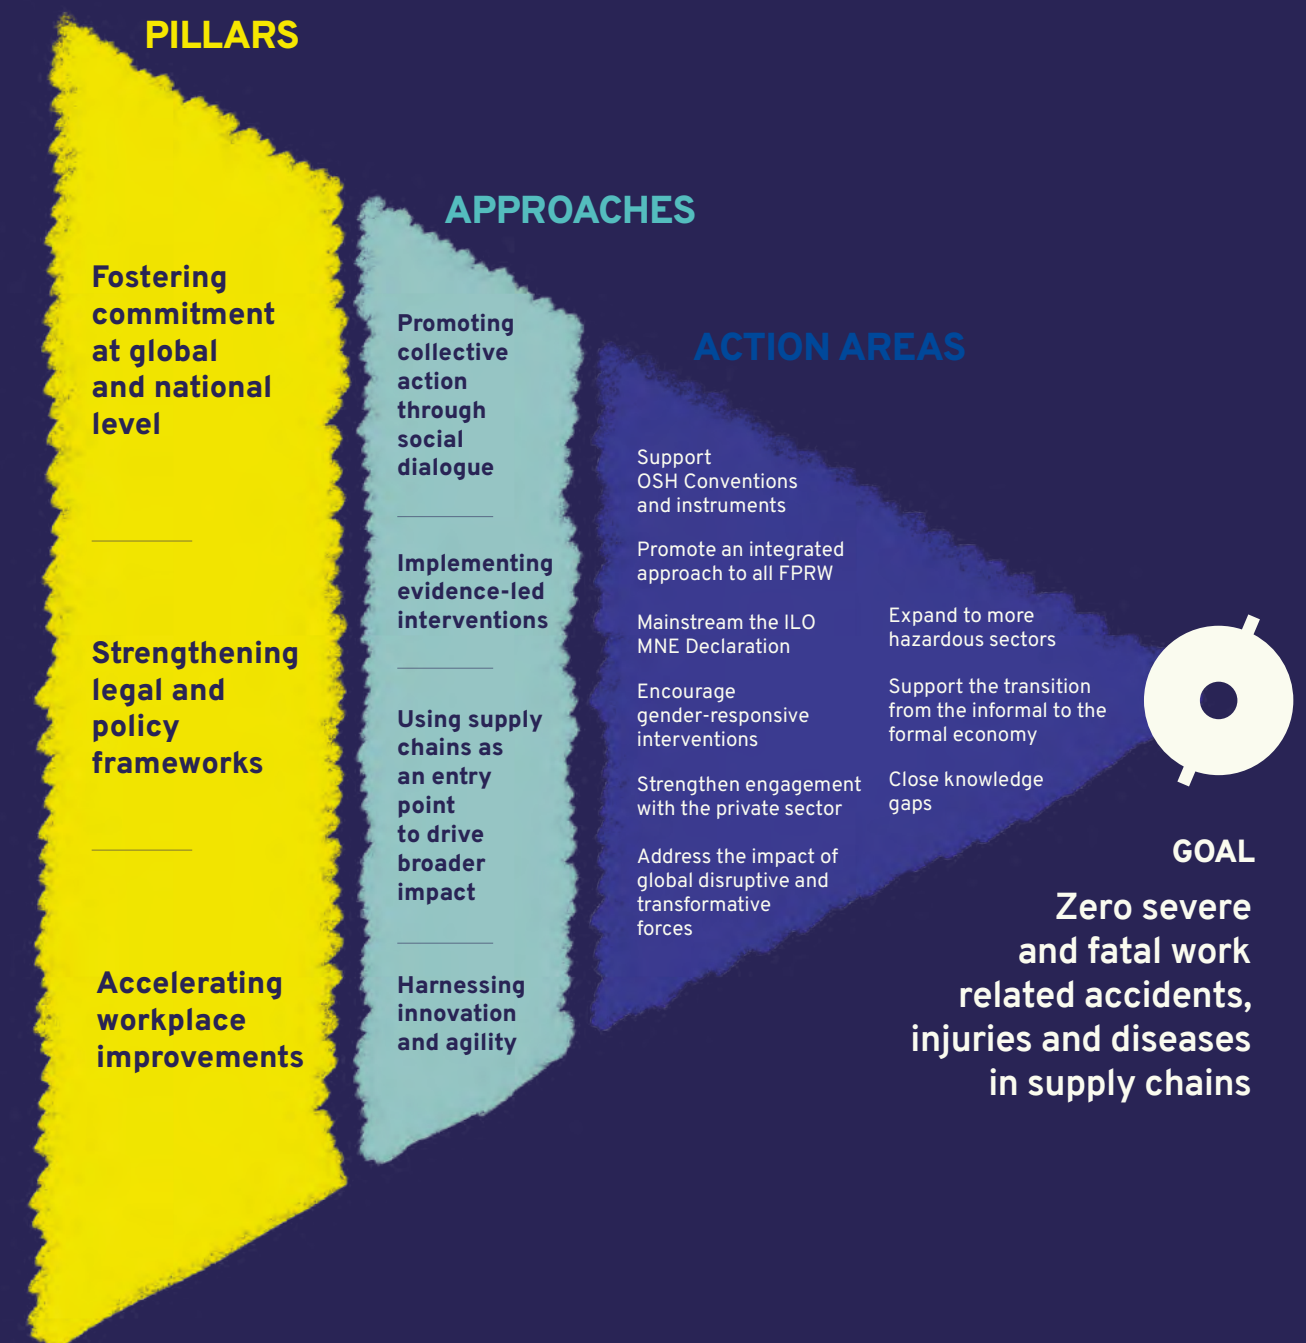 PILLARS
Fostering
commitment
at global
and national
level
Strengthening
legal and
policy
frameworks
Accelerating
workplace
improvements
APPROACHES
Promoting
collective
action
through
social
dialogue
Implementing
evidence-led
interventions
Using supply
chains as
an entry
point
to drive
broader
impact
Harnessing
innovation
and agility
ACTION AREAS
Support
OSH Conventions
and instruments
Promote an integrated
approach to all FPRW
Mainstream the ILO
MNE Declaration
Encourage
gender-responsive
interventions
Strengthen engagement
with the private sector
Address the impact of
global disruptive and
transformative
forces
Expand to more
hazardous sectors
Support the transition
from the informal to the
formal economy
Close knowledge
gaps
GOAL
Zero severe
and fatal work
related accidents,
injuries and diseases
in supply chains